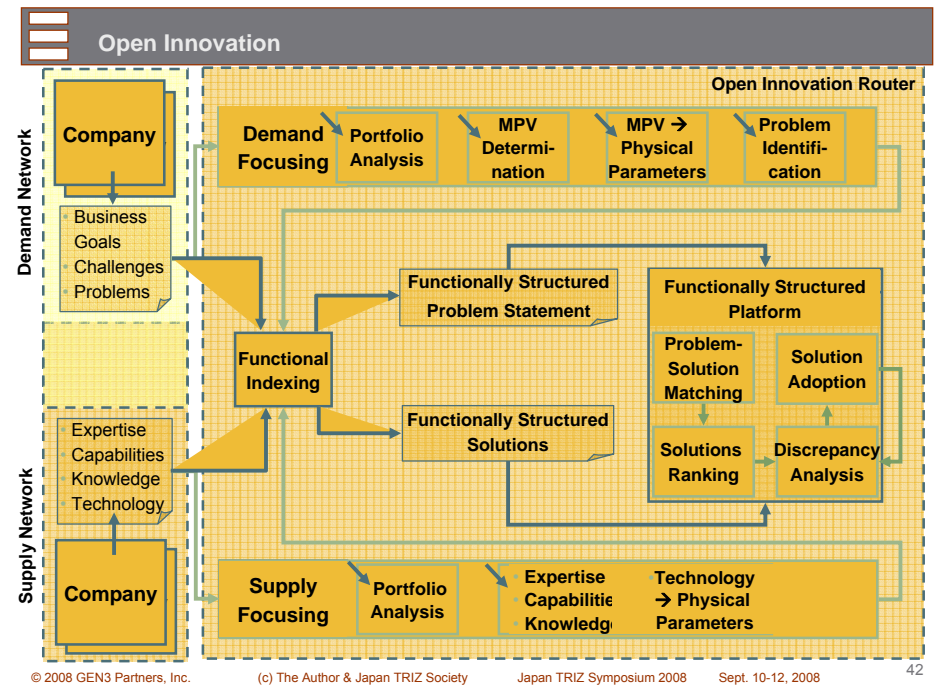 Open Innovation
Open Innovation Router
Demand Network
Company
• Business
Goals
• Challenges
• Problems
Demand
Focusing
Portfolio
Analysis
MPV
Determi-
nation
MPV →
Physical
Parameters
Problem
Identifi-
cation
Functional
Indexing
Functionally Structured
Problem Statement
Functionally Structured
Solutions
Functionally Structured
Platform
Problem-
Solution
Matching
Solution
Adoption
Solutions
Ranking
Discrepancy
Analysis
Supply Network
• Expertise
• Capabilities
• Knowledge
• Technology
Company
Supply
Focusing
Portfolio
Analysis
• Expertise
• Capabilitie
• Knowledg
• Technology
→ Physical
Parameters
© 2008 GEN3 Partners, Inc. (c) The Author & Japan TRIZ Society Japan TRIZ Symposium 2008 Sept. 10-12, 2008
42